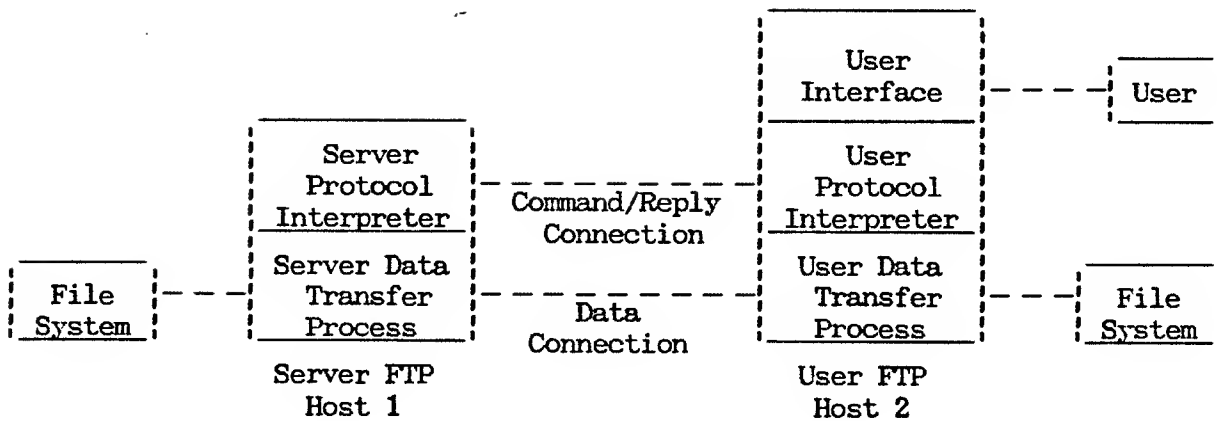 User
Interface
User
Server
Protocol
Interpreter
Command/Reply
Connection
User
Protocol
Interpreter
File
System
Server Data
Transfer
Process
Data
Connection
User Data
Transfer
Process
File
System
Server FTP
Host 1
User FTP
Host 2